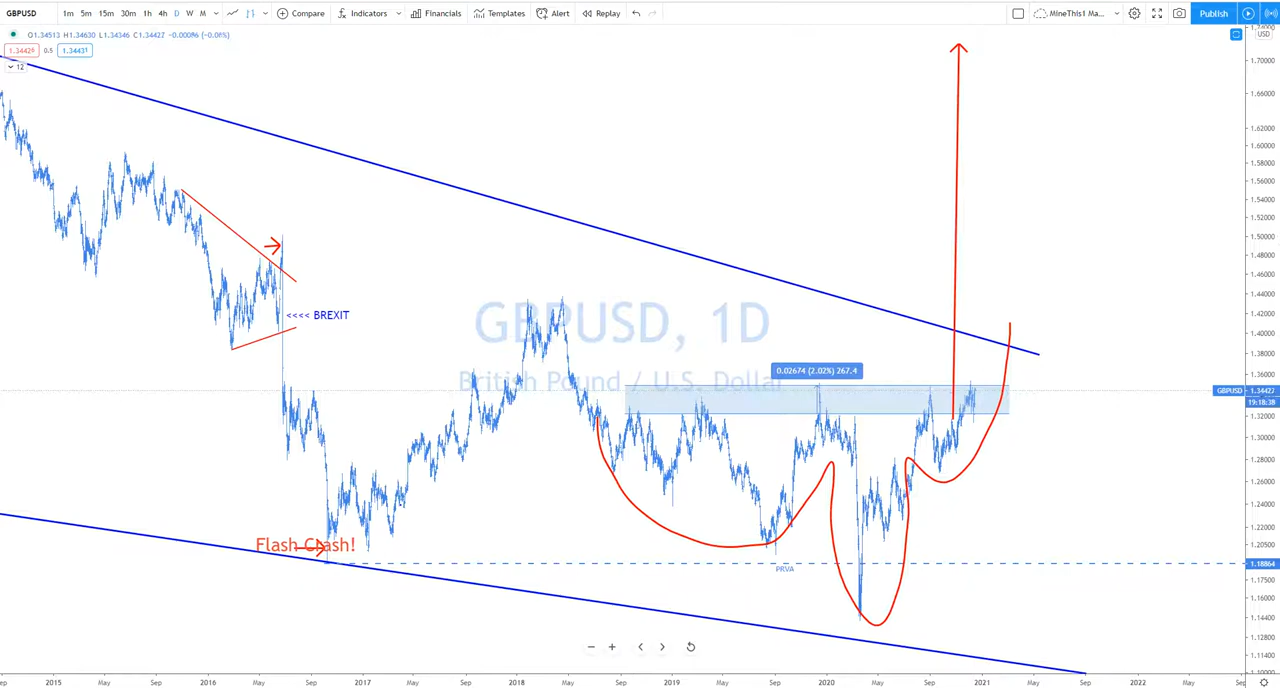 GBPUSD 1m 5m 15m 30m 1h 4h D W M Compare Indicators Financials Templates Alert Replay MineThis1 Ma... Publish
O1.34513 H1.34630 L1.34346 C1.34427 -0.00086 (-0.06%)
1.34426 0.5 1.34431
12
USD
1.70000
1.66000
1.62000
1.60000
1.58000
1.56000
1.54000
1.52000
1.50000
1.48000
1.46000
1.44000
1.42000
1.40000
1.38000
1.36000
GBPUSD 1.34427
19:18:38
1.32000
1.30000
1.28000
1.26000
1.24000
1.22000
1.20500
1.18864
1.17500
1.16000
1.14400
1.12800
1.11400
1.10000
<<<< BREXIT
GBPUSD, 1D
British Pound / U.S. Dollar
0.02674 (2.02%) 267.4
Flash Crash!
PRVA
2015 May Sep 2016 May Sep 2017 May Sep 2018 May Sep 2019 May Sep 2020 May Sep 2021 May Sep 2022 May